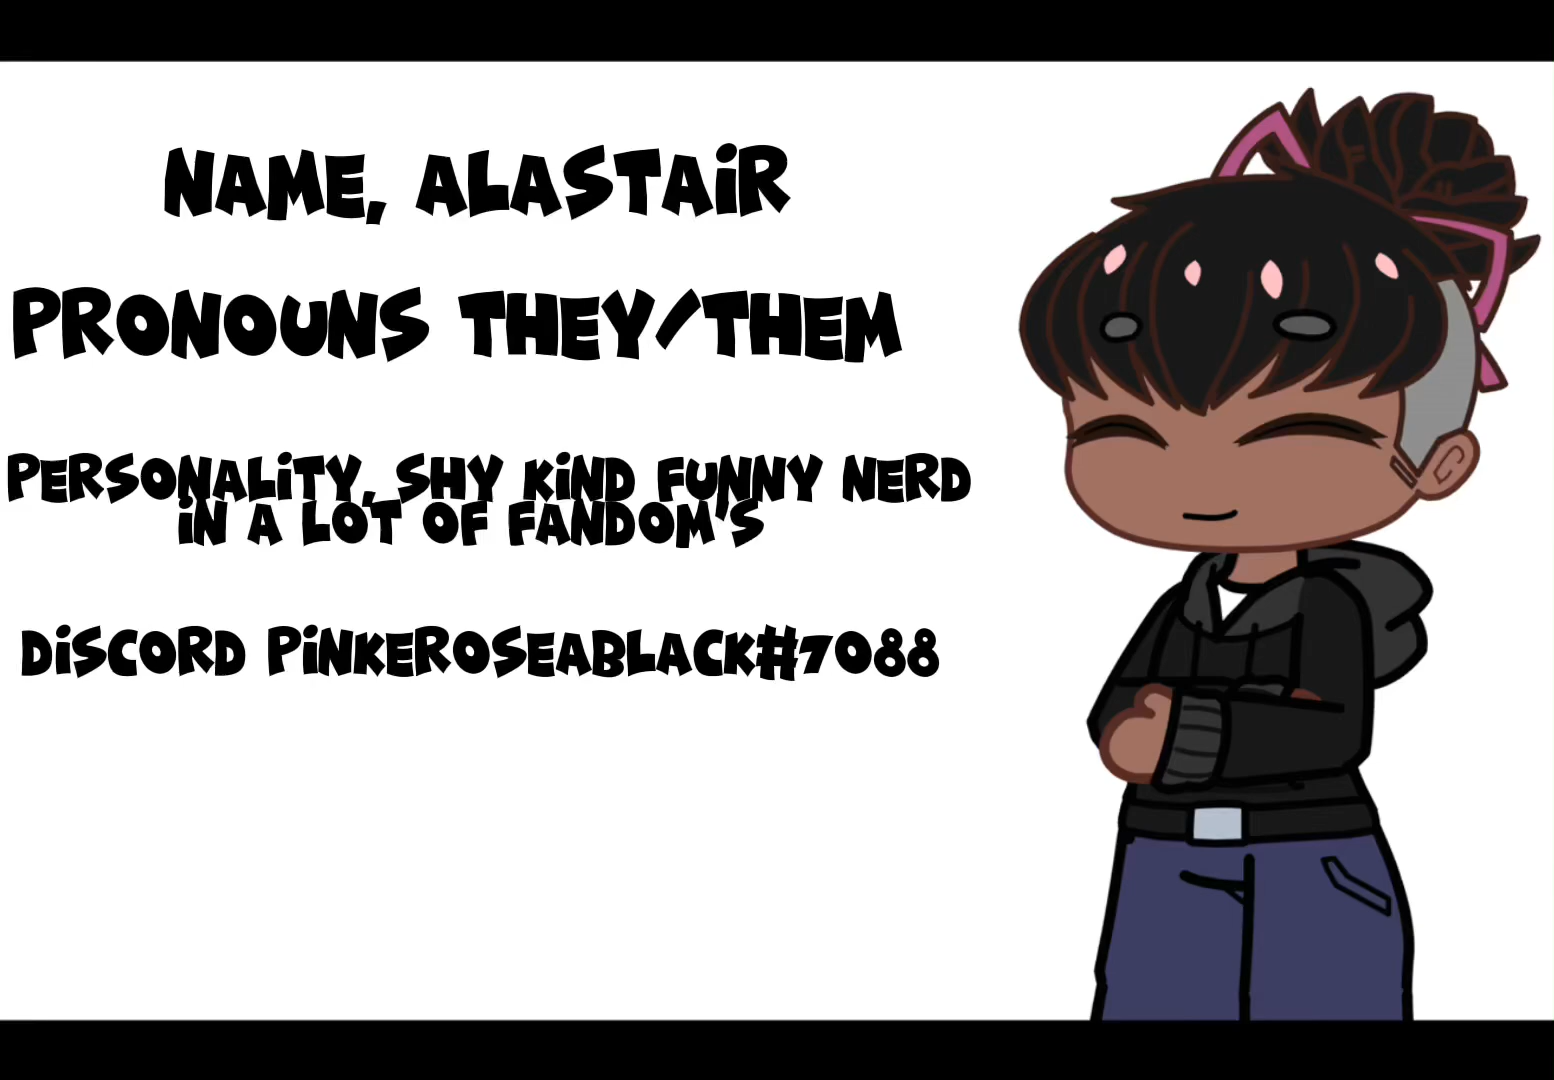 NAME, ALASTAiR
PRONOUNS THEY/THEM
PERSONALiTY, SHY KiND FUNNY NERD
iN A LOT OF FANDOM'S
DiSCORD PiNKEROSEABLACK#7088